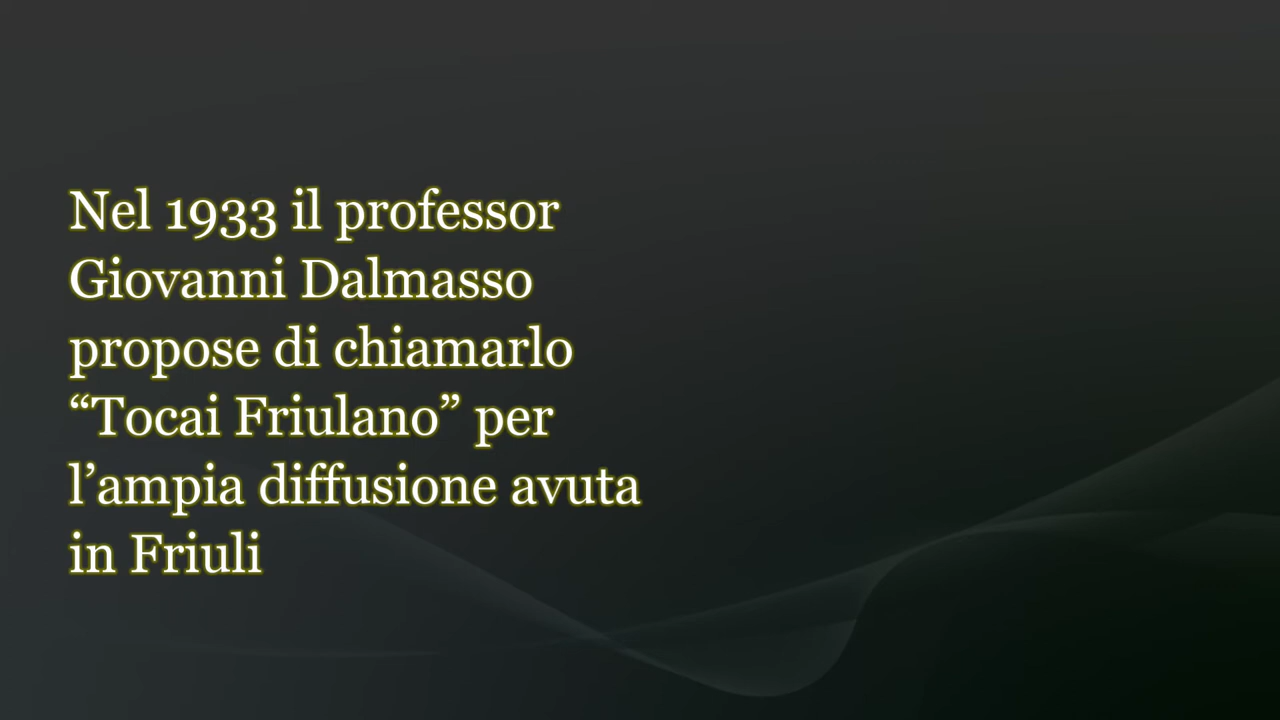 Nel 1933 il professor
Giovanni Dalmasso
propose di chiamarlo
“Tocai Friulano” per
l’ampia diffusione avuta
in Friuli